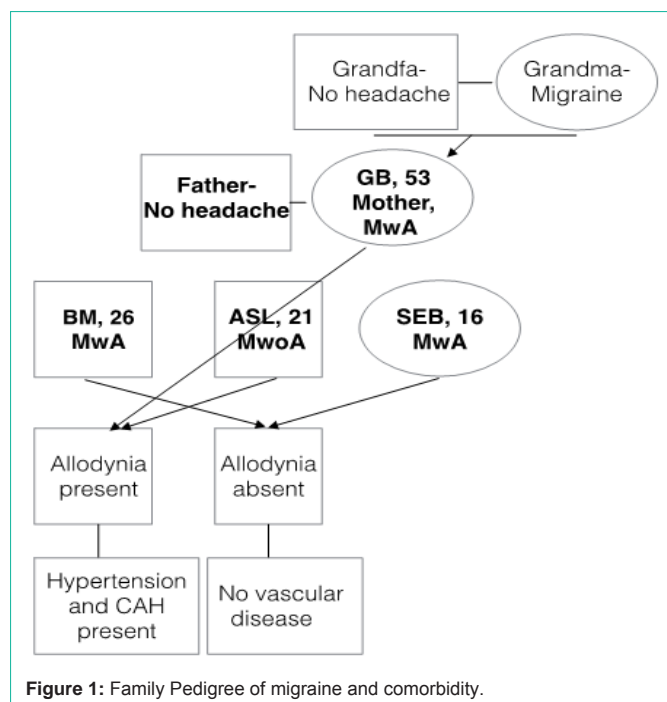 Grandfa-
No headache
Grandma-
Migraine
Father-
No headache
GB, 53
Mother,
MwA
BM, 26
MwA
ASL, 21
MwoA
SEB, 16
MwA
Allodynia
present
Allodynia
absent
Hypertension
and CAH
present
No vascular
disease
Figure 1: Family Pedigree of migraine and comorbidity.